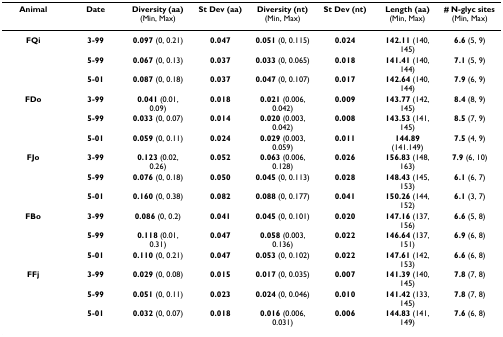 Animal Date Diversity (aa) St Dev (aa) Diversity (nt) St Dev (nt) Length (aa) # N-glyc sites
(Min, Max) (Min, Max) (Min, Max) (Min, Max)
FQi 3-99 0.097 (0, 0.21) 0.047 0.051 (0, 0.115) 0.024 142.11 (140, 6.6 (5, 9)
145)
5-99 0.067 (0, 0.13) 0.037 0.033 (0, 0.065) 0.018 141.41 (140, 7.1 (5, 9)
144)
5-01 0.087 (0, 0.18) 0.037 0.047 (0, 0.107) 0.017 142.64 (140, 7.9 (6, 9)
144)
FDo 3-99 0.041 (0.01, 0.018 0.021 (0.006, 0.009 143.77 (142, 8.4 (8, 9)
0.09) 0.042) 145)
5-99 0.033 (0, 0.07) 0.014 0.020 (0.003, 0.008 143.53 (141, 8.5 (7, 9)
0.042) 145)
5-01 0.059 (0, 0.11) 0.024 0.029 (0.003, 0.011 144.89 7.5 (4, 9)
0.059) (141.149)
FJo 3-99 0.123 (0.02, 0.052 0.063 (0.006, 0.026 156.83 (148, 7.9 (6, 10)
0.26) 0.128) 163)
5-99 0.076 (0, 0.18) 0.050 0.045 (0, 0.113) 0.028 148.43 (145, 6.1 (6, 7)
153)
5-01 0.160 (0, 0.38) 0.082 0.088 (0, 0.177) 0.041 150.26 (144, 6.1 (3, 7)
152)
FBo 3-99 0.086 (0, 0.2) 0.041 0.045 (0, 0.101) 0.020 147.16 (137, 6.6 (5, 8)
156)
5-99 0.118 (0.01, 0.047 0.058 (0.003, 0.022 146.64 (137, 6.9 (6, 8)
0.31) 0.136) 151)
5-01 0.110 (0, 0.21) 0.047 0.053 (0, 0.102) 0.022 147.61 (142, 6.6 (6, 8)
153)
FFj 3-99 0.029 (0, 0.08) 0.015 0.017 (0, 0.035) 0.007 141.39 (140, 7.8 (7, 8)
145)
5-99 0.051 (0, 0.11) 0.023 0.024 (0, 0.046) 0.010 141.42 (133, 7.8 (7, 8)
145)
5-01 0.032 (0, 0.07) 0.018 0.016 (0.006, 0.006 144.83 (141, 7.6 (6, 8)
0.031) 149)